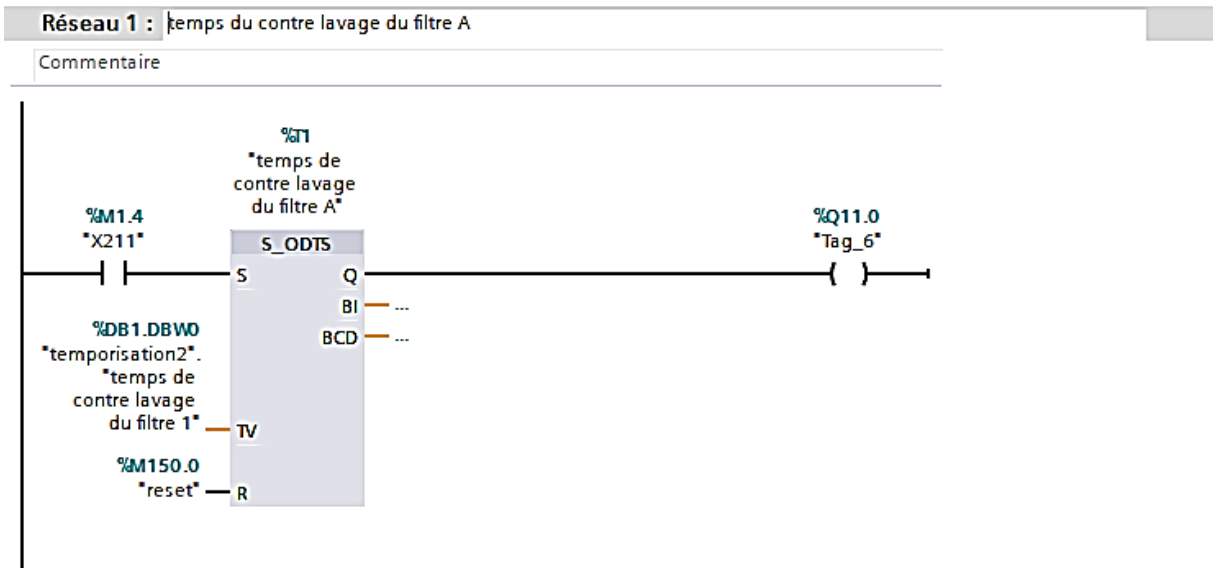 Réseau 1 : temps du contre lavage du filtre A
Commentaire
%T1
"temps de
contre lavage
du filtre A"
%M1.4
"X211"
S_ODTS
%Q11.0
"Tag_6"
S
Q
BI ...
BCD ...
%DB1.DBW0
"temporisation2".
"temps de
contre lavage
du filtre 1"
TV
%M150.0
"reset"
R